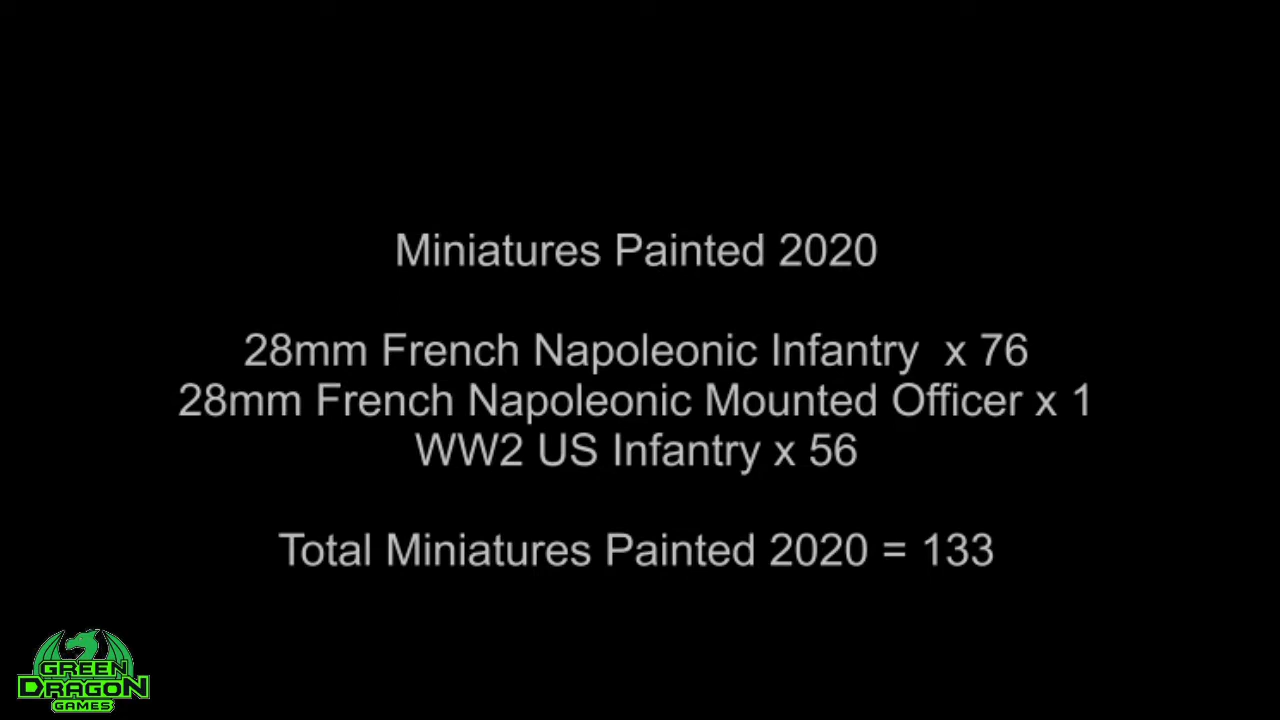 Miniatures Painted 2020
28mm French Napoleonic Infantry  x 76
28mm French Napoleonic Mounted Officer x 1
WW2 US Infantry x 56
Total Miniatures Painted 2020 = 133
GREEN
DRAGON
GAMES